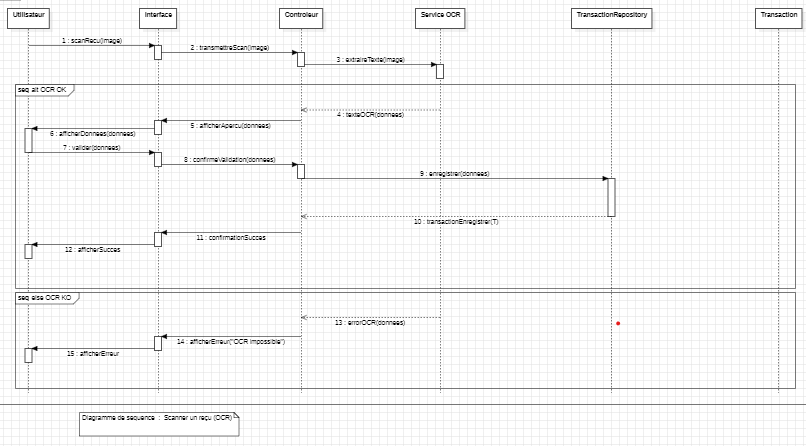 Utilisateur
Interface
Controleur
Service OCR
TransactionRepository
Transaction
1 : scanRecu(image)
2 : transmettreScan(image)
3 : extraireTexte(image)
seq alt OCR OK
4 : texteOCR(donnees)
5 : afficherApercu(donnees)
6 : afficherDonnees(donnees)
7 : valider(donnees)
8 : confirmeValidation(donnees)
9 : enregistrer(donnees)
10 : transactionEnregistrer(T)
11 : confirmationSucces
12 : afficherSucces
seq else OCR KO
13 : errorOCR(donnees)
14 : afficherErreur("OCR impossible")
15 : afficherErreur
Diagramme de sequence : Scanner un reçu (OCR)